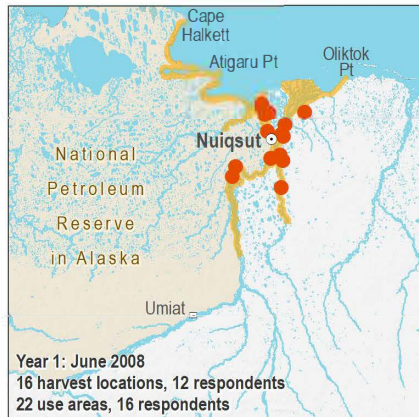 Cape
Halkett
Atigaru Pt
Oliktok
Pt
Nuiqsut
National
Petroleum
Reserve
in Alaska
Umiat
Year 1: June 2008
16 harvest locations, 12 respondents
22 use areas, 16 respondents